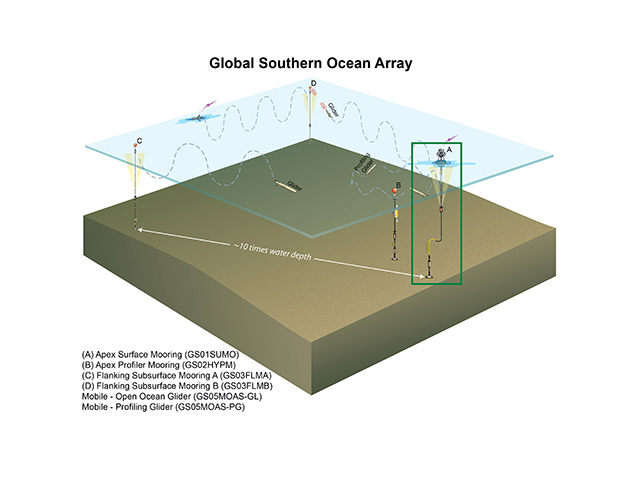 Global Southern Ocean Array
D
Glider
A
C
Profiling
Glider
Glider
B
~10 times water depth
(A) Apex Surface Mooring (GS01SUMO)
(B) Apex Profiler Mooring (GS02HYPM)
(C) Flanking Subsurface Mooring A (GS03FLMA)
(D) Flanking Subsurface Mooring B (GS03FLMB)
Mobile - Open Ocean Glider (GS05MOAS-GL)
Mobile - Profiling Glider (GS05MOAS-PG)